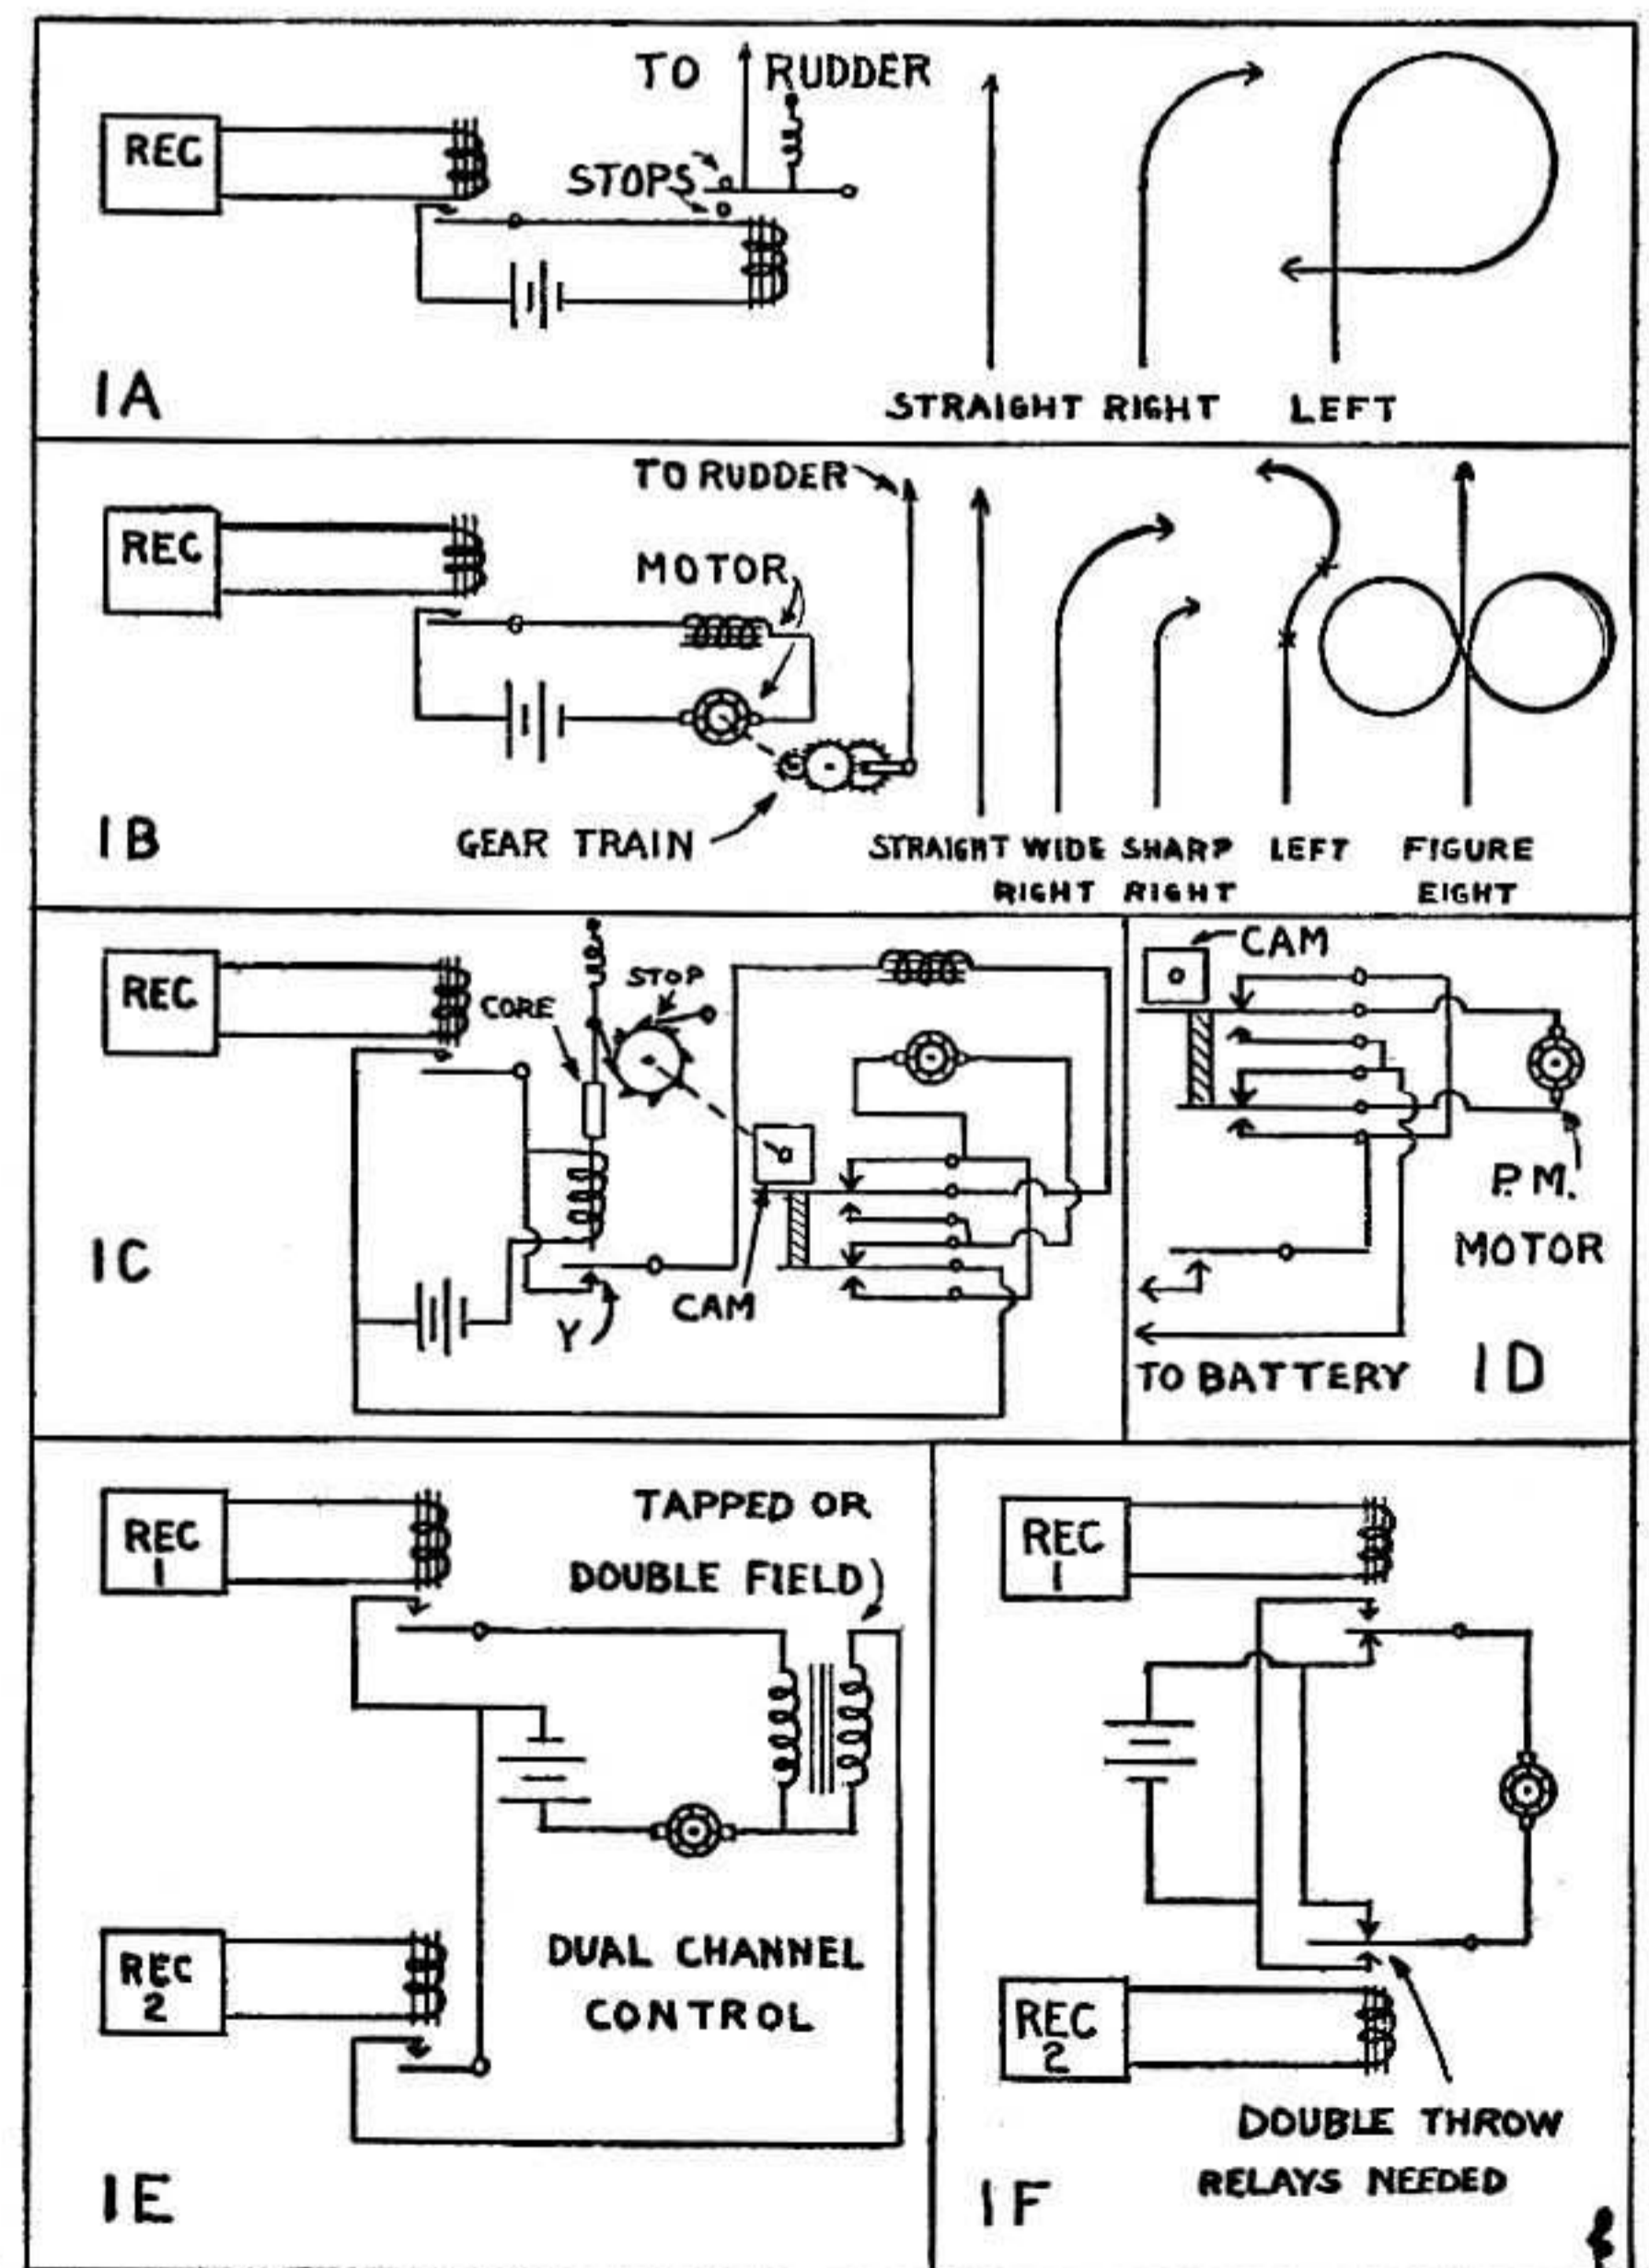 TO RUDDER
REC
STOPS
1A
STRAIGHT RIGHT LEFT
TO RUDDER
REC
MOTOR
GEAR TRAIN
1B
STRAIGHT WIDE SHARP LEFT FIGURE
RIGHT RIGHT EIGHT
REC
CORE
STOP
1C
Y
CAM
CAM
P.M.
MOTOR
TO BATTERY
1D
REC
1
TAPPED OR
DOUBLE FIELD
REC
2
DUAL CHANNEL
CONTROL
1E
REC
1
REC
2
DOUBLE THROW
RELAYS NEEDED
1F